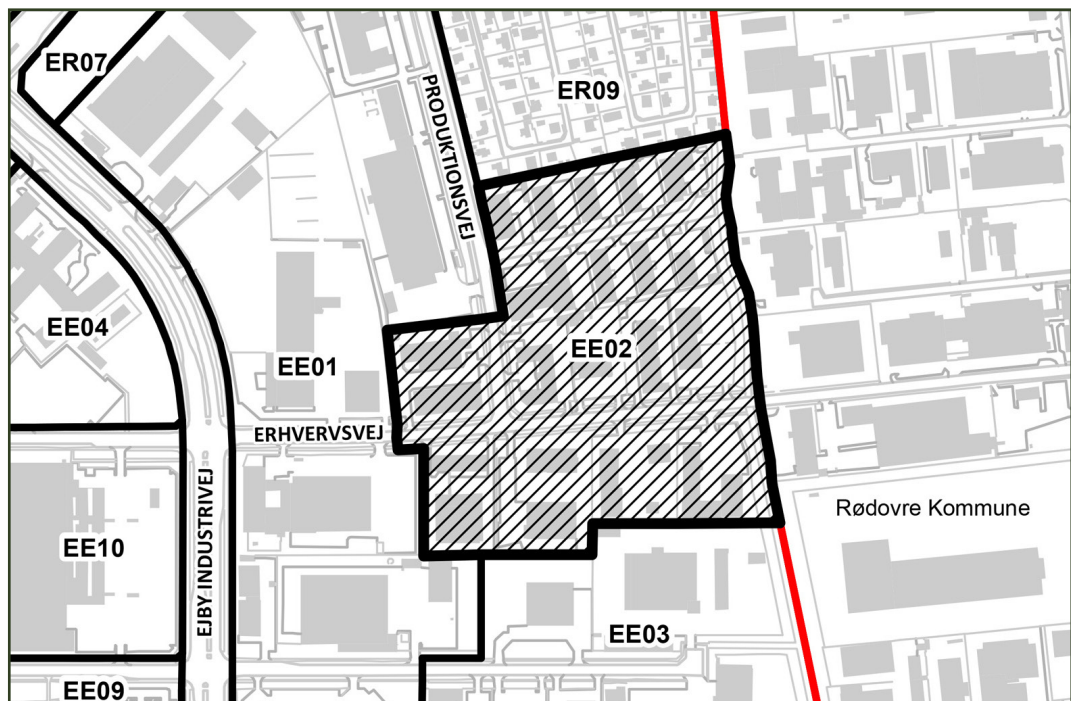 ER07
ER09
PRODUKTIONSVEJ
EE04
EE01
EE02
ERHVERVSVEJ
EE10
EJBY INDUSTRIVEJ
Rødovre Kommune
EE03
EE09